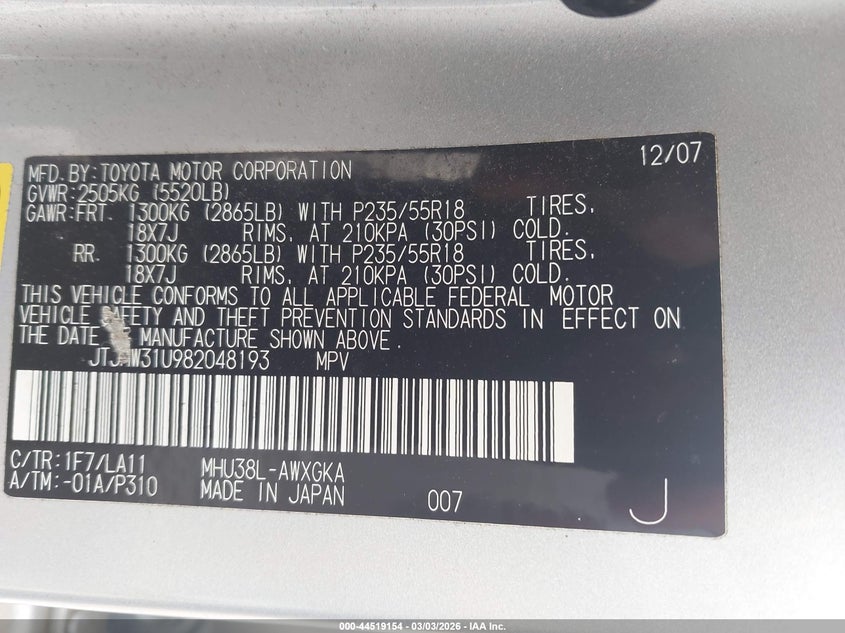 12/07
MFD.BY:TOYOTA MOTOR CORPORATION
GVWR:2505KG (5520LB)
GAWR:FRT. 1300KG (2865LB) WITH P235/55R18 TIRES,
18X7J RIMS, AT 210KPA (30PSI) COLD.
RR. 1300KG (2865LB) WITH P235/55R18 TIRES,
18X7J RIMS, AT 210KPA (30PSI) COLD.
THIS VEHICLE CONFORMS TO ALL APPLICABLE FEDERAL MOTOR
VEHICLE SAFETY AND THEFT PREVENTION STANDARDS IN EFFECT ON
THE DATE MANUFACTURE SHOWN ABOVE.
MPV
C/TR:1F7/LA11 MHU38L-AWXGKA
A/TM:-01A/P310 MADE IN JAPAN 007 J
000-44519154 - 03/03/2026 - IAA Inc.